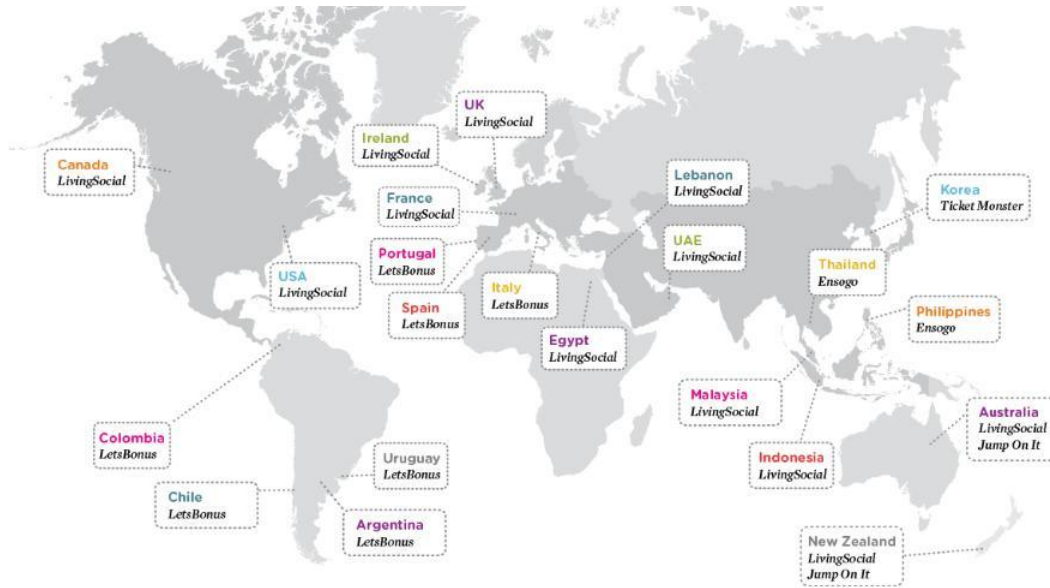 UK
LivingSocial
Ireland
LivingSocial
Canada
LivingSocial
Lebanon
LivingSocial
Korea
Ticket Monster
France
LivingSocial
UAE
LivingSocial
Portugal
LetsBonus
Thailand
Ensogo
USA
LivingSocial
Italy
LetsBonus
Spain
LetsBonus
Philippines
Ensogo
Egypt
LivingSocial
Malaysia
LivingSocial
Australia
LivingSocial
Jump On It
Colombia
LetsBonus
Uruguay
LetsBonus
Indonesia
LivingSocial
Chile
LetsBonus
Argentina
LetsBonus
New Zealand
LivingSocial
Jump On It